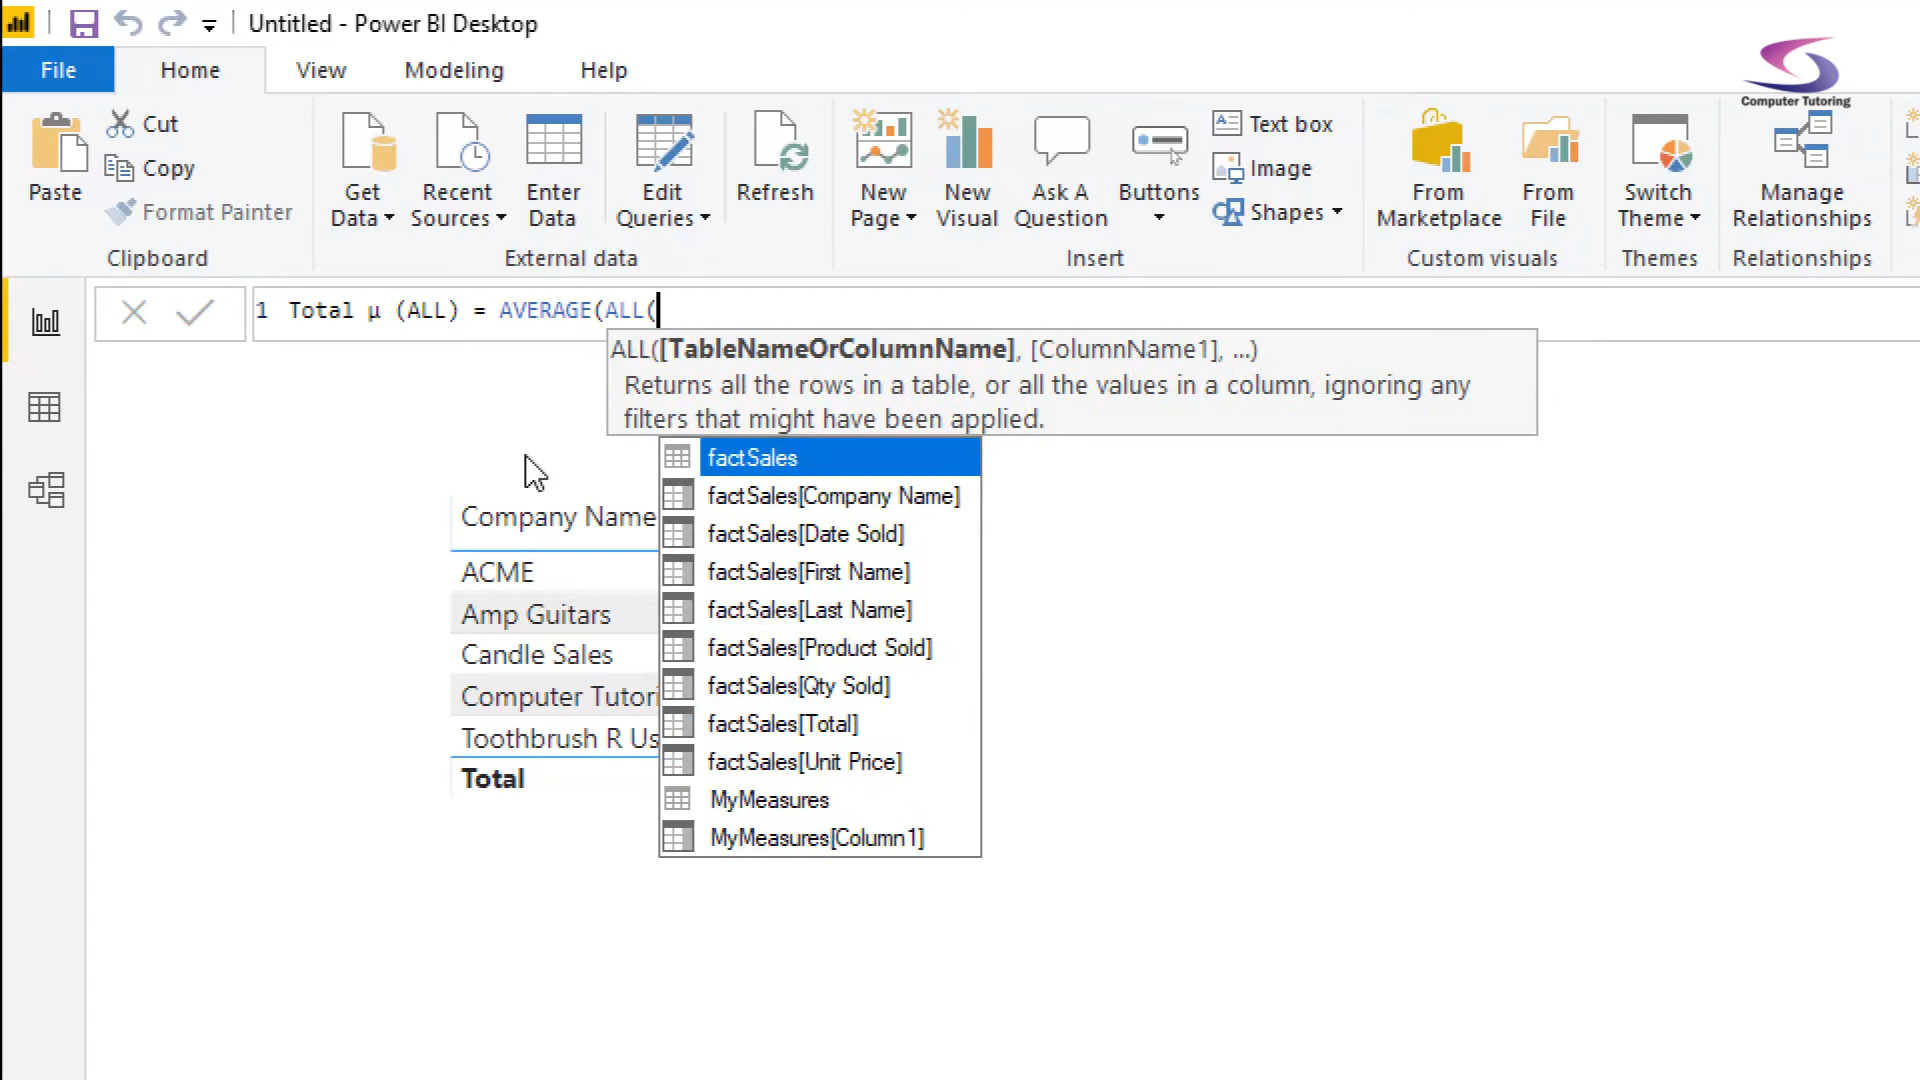 Untitled - Power BI Desktop
File Home View Modeling Help
Computer Tutoring
Paste
Cut
Copy
Format Painter
Clipboard
Get Data
Recent Sources
Enter Data
Edit Queries
Refresh
External data
New Page
New Visual
Ask A Question
Buttons
Text box
Image
Shapes
Insert
From Marketplace
From File
Custom visuals
Switch Theme
Themes
Manage Relationships
Relationships
1 Total μ (ALL) = AVERAGE(ALL(
ALL([TableNameOrColumnName], [ColumnName1], ...)
Returns all the rows in a table, or all the values in a column, ignoring any
filters that might have been applied.
factSales
factSales[Company Name]
factSales[Date Sold]
factSales[First Name]
factSales[Last Name]
factSales[Product Sold]
factSales[Qty Sold]
factSales[Total]
factSales[Unit Price]
MyMeasures
MyMeasures[Column1]
Company Name
ACME
Amp Guitars
Candle Sales
Computer Tutori
Toothbrush R Us
Total